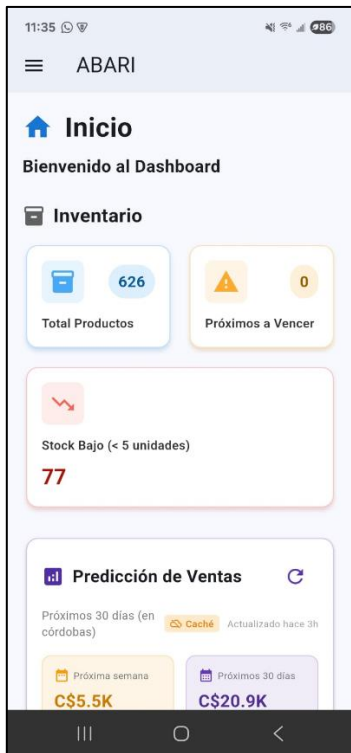 11:35
86
ABARI
Inicio
Bienvenido al Dashboard
Inventario
626
Total Productos
0
Próximos a Vencer
Stock Bajo (< 5 unidades)
77
Predicción de Ventas
Próximos 30 días (en
córdobas)
Caché
Actualizado hace 3h
Próxima semana
C$5.5K
Próximos 30 días
C$20.9K